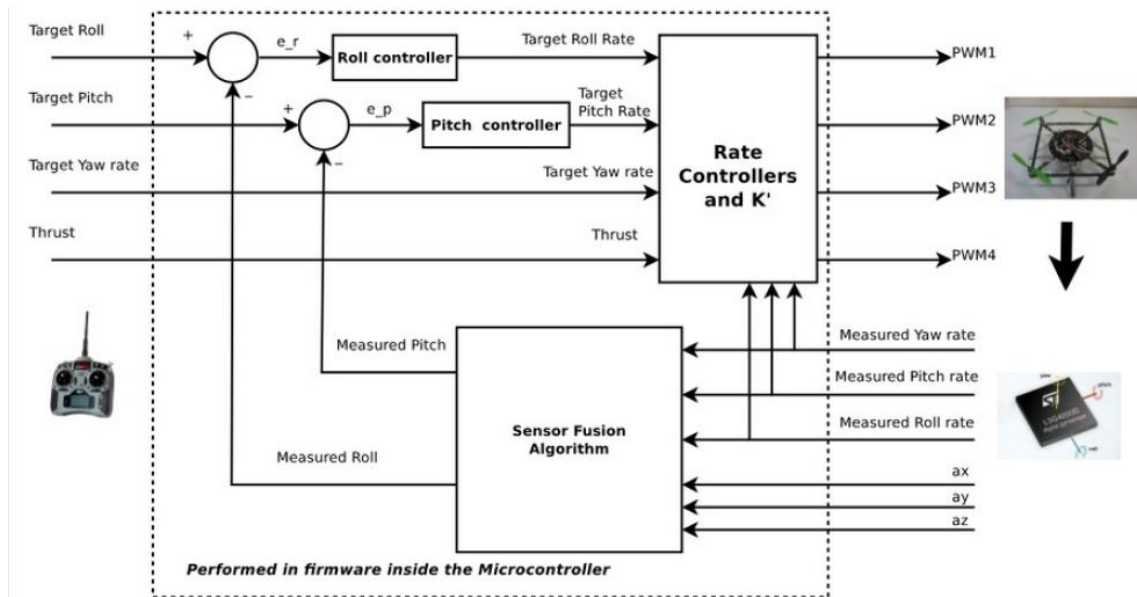 Target Roll
+
e_r
Roll controller
Target Roll Rate
PWM1
–
Target Pitch
+
e_p
Pitch controller
Target
Pitch Rate
PWM2
–
Target Yaw rate
Target Yaw rate
Rate
Controllers
and K'
PWM3
Thrust
Thrust
PWM4
Measured Pitch
Measured Yaw rate
Measured Pitch rate
Measured Roll rate
Sensor Fusion
Algorithm
Measured Roll
ax
ay
az
Performed in firmware inside the Microcontroller
yaw
pitch